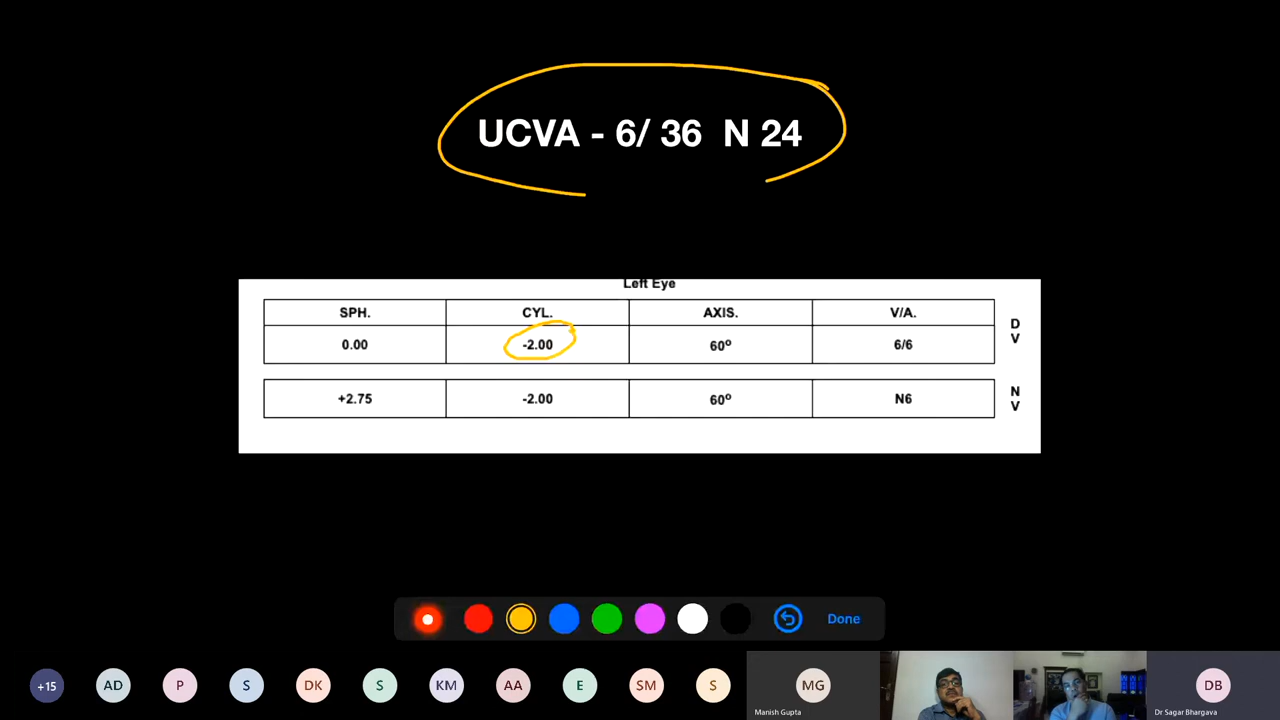 UCVA - 6/ 36 N 24
Left Eye
SPH. CYL. AXIS. V/A.
0.00 -2.00 60º 6/6
D V
+2.75 -2.00 60º N6
N V
Done
+15 AD P S DK S KM AA E SM S MG DB
Manish Gupta Dr Sagar Bhargava